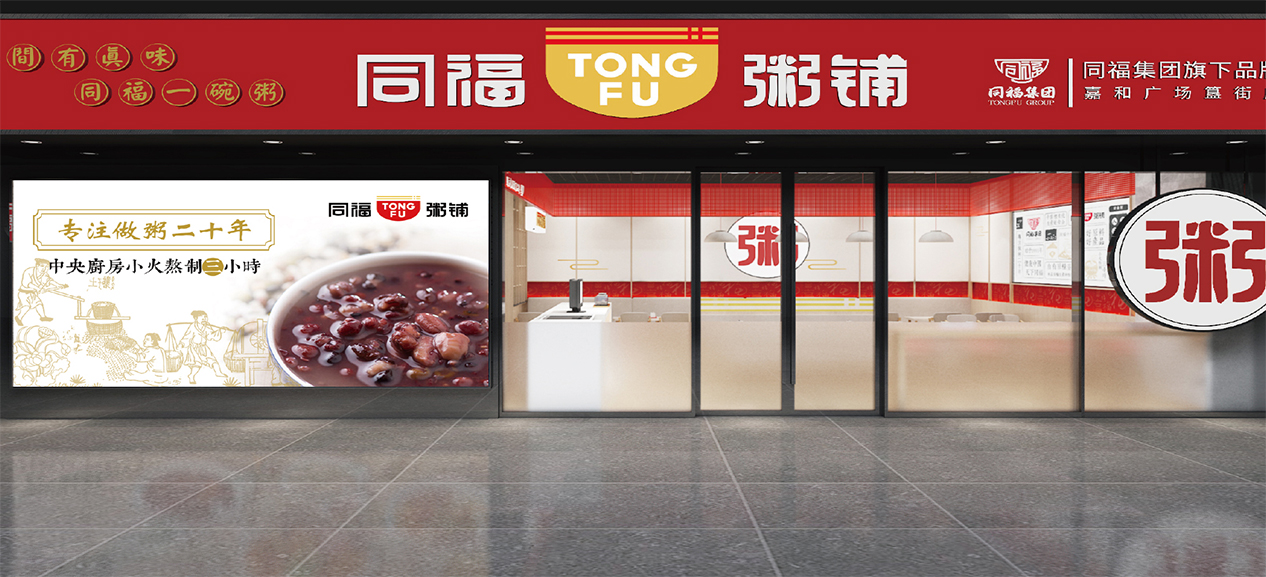 間有真味
同福一碗粥
同福 TONG FU 粥铺
同福集团
TONGFU GROUP
同福集团旗下品牌
嘉和广场簋街
专注做粥二十年
中央廚房小火熬制三小時
同福 TONG FU 粥铺
粥
粥